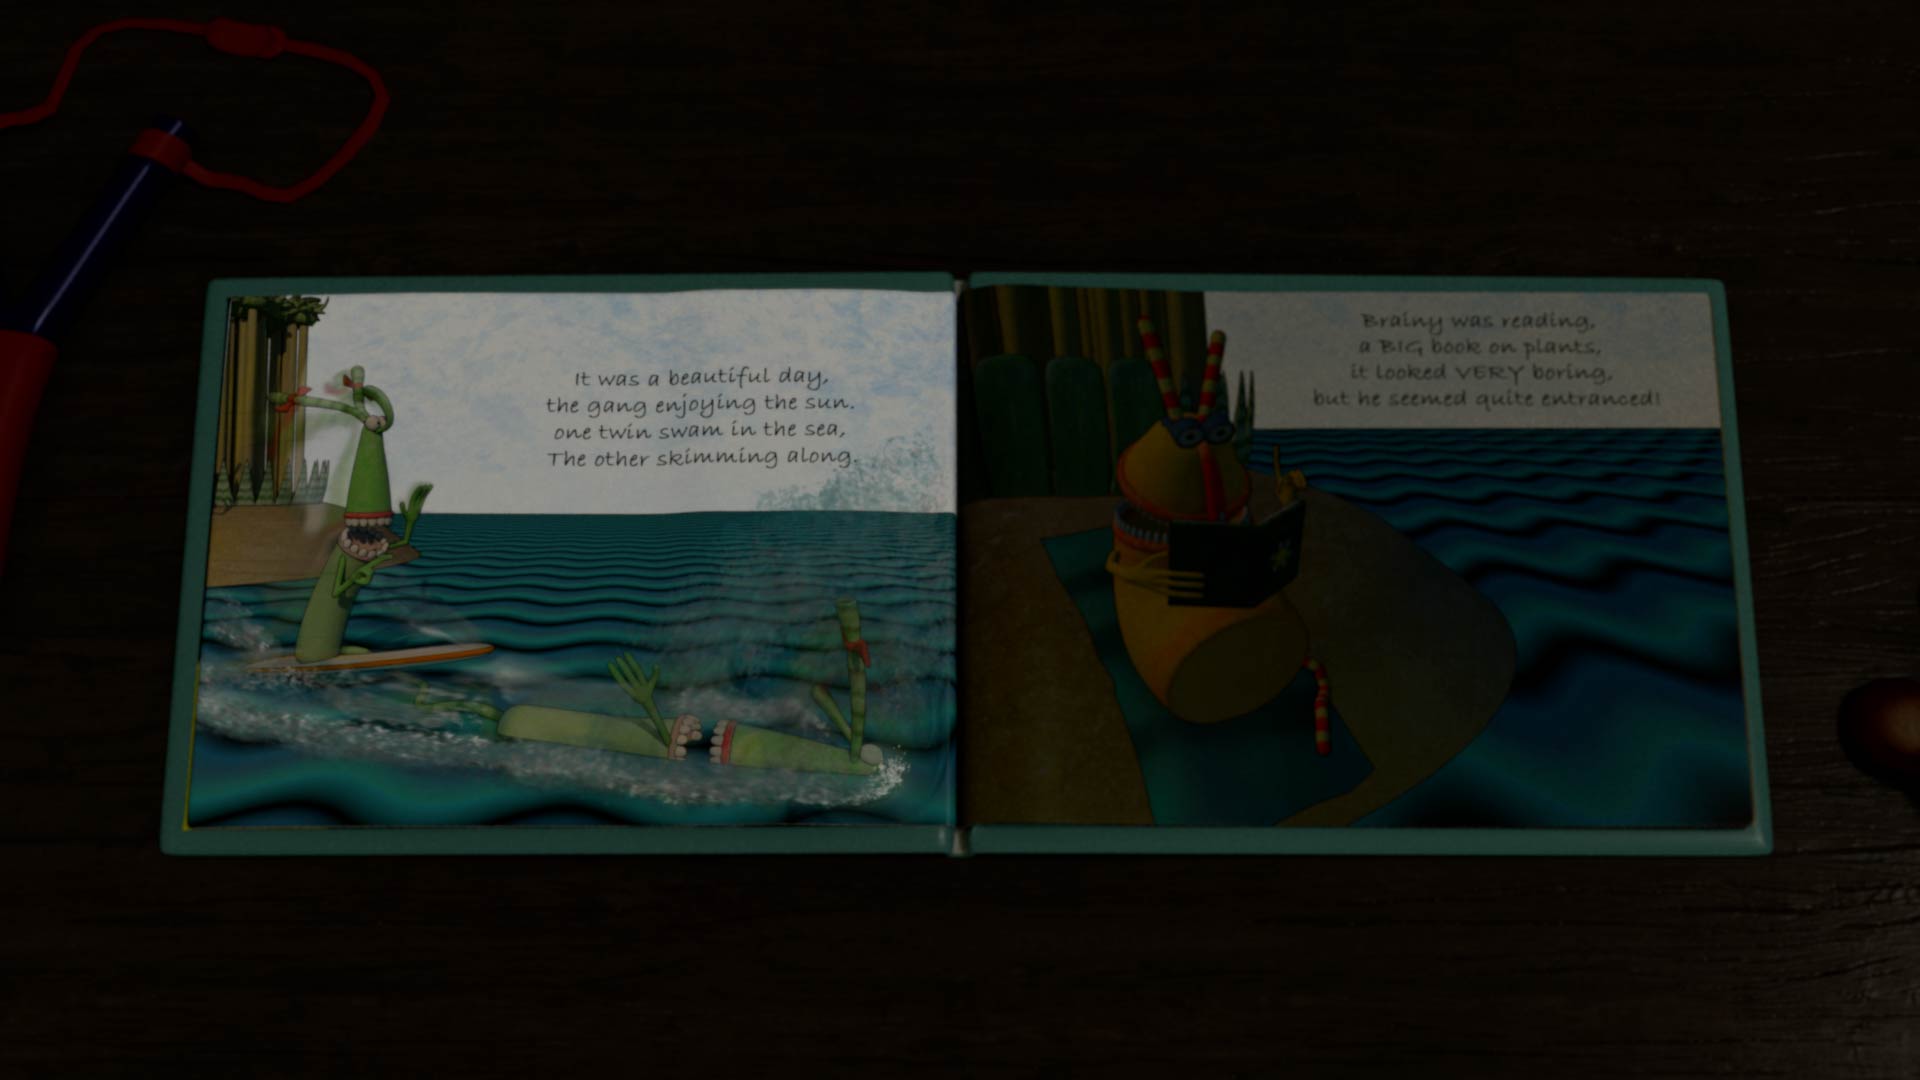 It was a beautiful day,
the gang enjoying the sun.
one twin swam in the sea,
The other skimming along.
Brainy was reading,
a BIG book on plants,
it looked VERY boring,
but he seemed quite entranced!